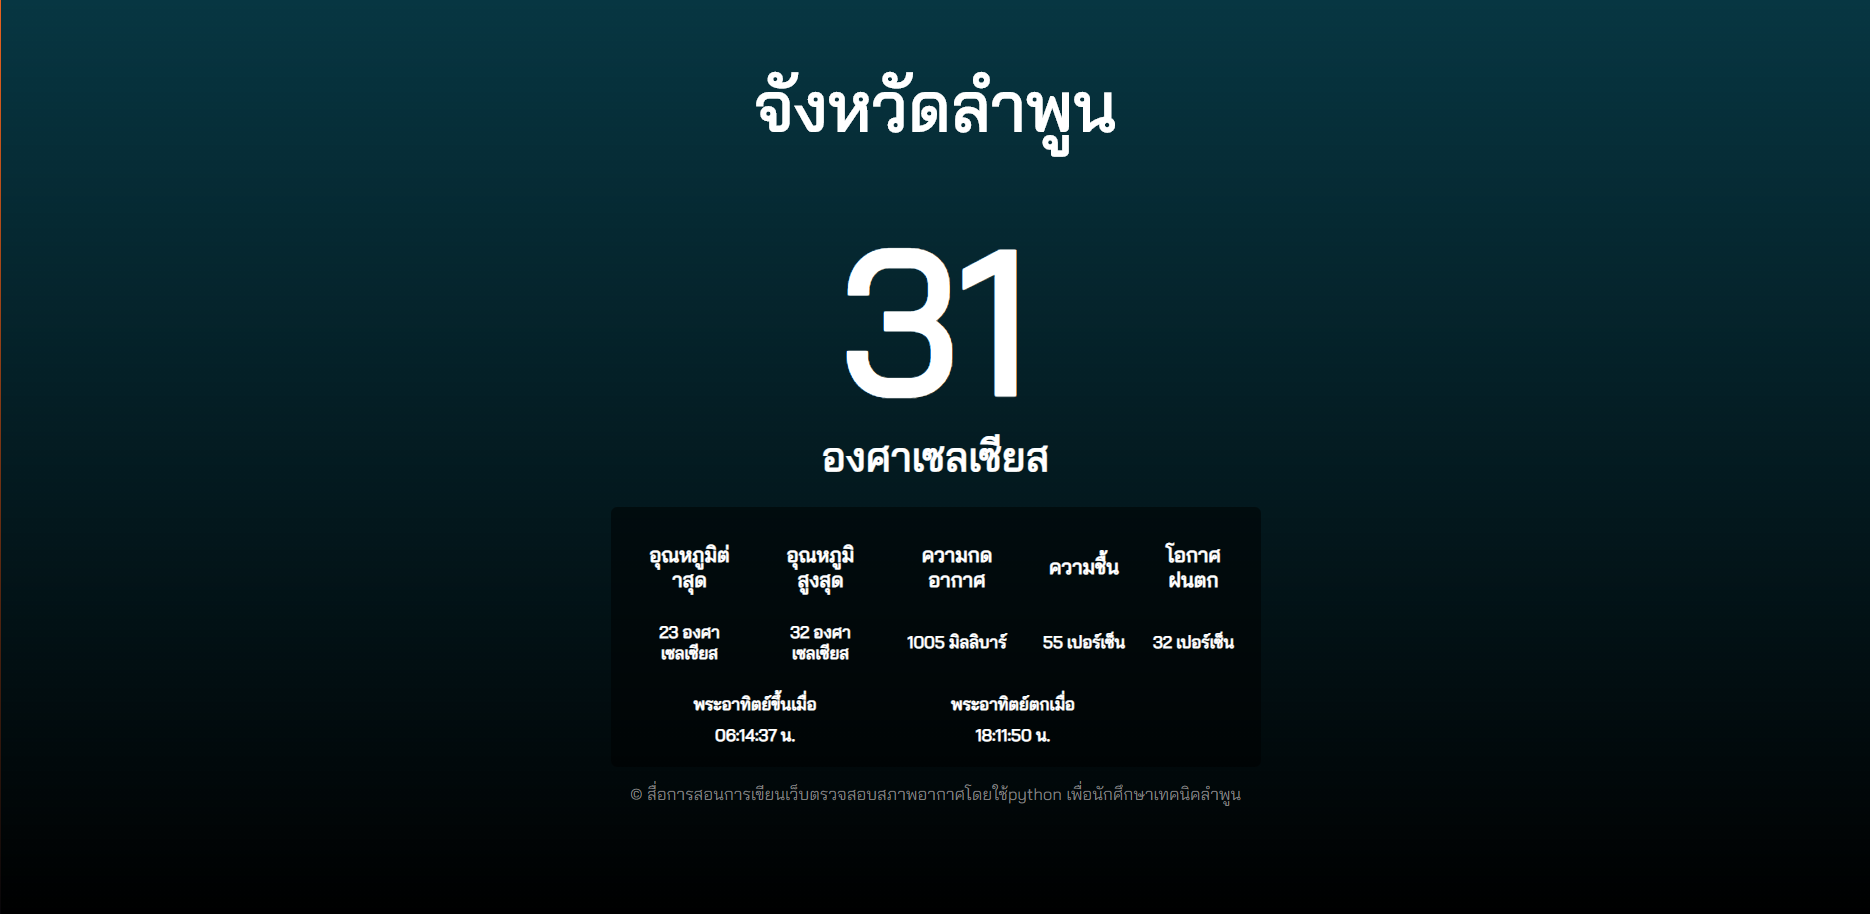 จังหวัดลำพูน
31
องศาเซลเซียส
อุณหภูมิต่ำสุด
อุณหภูมิ
สูงสุด
ความกด
อากาศ
ความชื้น
โอกาศ
ฝนตก
23 องศา
เซลเซียส
32 องศา
เซลเซียส
1005 มิลลิบาร์
55 เปอร์เซ็น
32 เปอร์เซ็น
พระอาทิตย์ขึ้นเมื่อ
พระอาทิตย์ตกเมื่อ
06:14:37 น.
18:11:50 น.
© สื่อการสอนการเขียนเว็บตรวจสอบสภาพอากาศโดยใช้python เพื่อนักศึกษาเทคนิคลำพูน